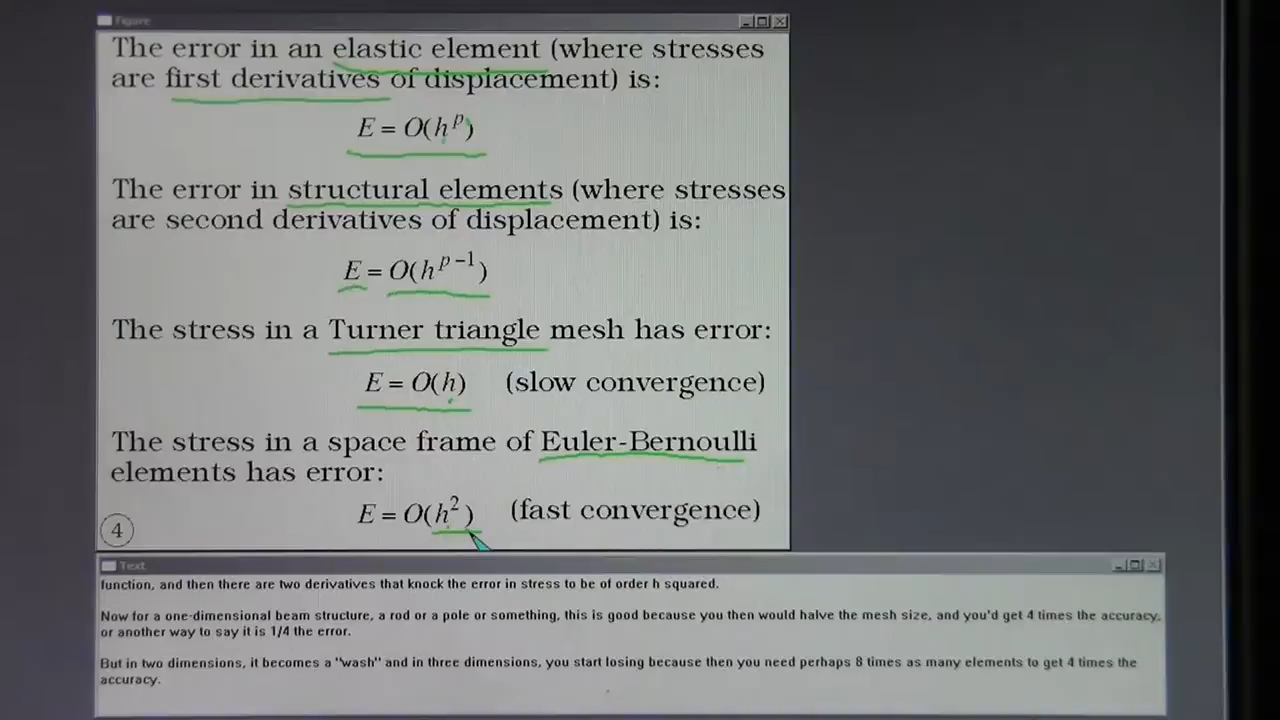 Figure
The error in an elastic element (where stresses
are first derivatives of displacement) is:
E = O(hᵖ)
The error in structural elements (where stresses
are second derivatives of displacement) is:
E = O(hᵖ⁻¹)
The stress in a Turner triangle mesh has error:
E = O(h) (slow convergence)
The stress in a space frame of Euler-Bernoulli
elements has error:
E = O(h²) (fast convergence)
4
Text
function, and then there are two derivatives that knock the error in stress to be of order h squared.
Now for a one-dimensional beam structure, a rod or a pole or something, this is good because you then would halve the mesh size, and you'd get 4 times the accuracy,
or another way to say it is 1/4 the error.
But in two dimensions, it becomes a "wash" and in three dimensions, you start losing because then you need perhaps 8 times as many elements to get 4 times the
accuracy.